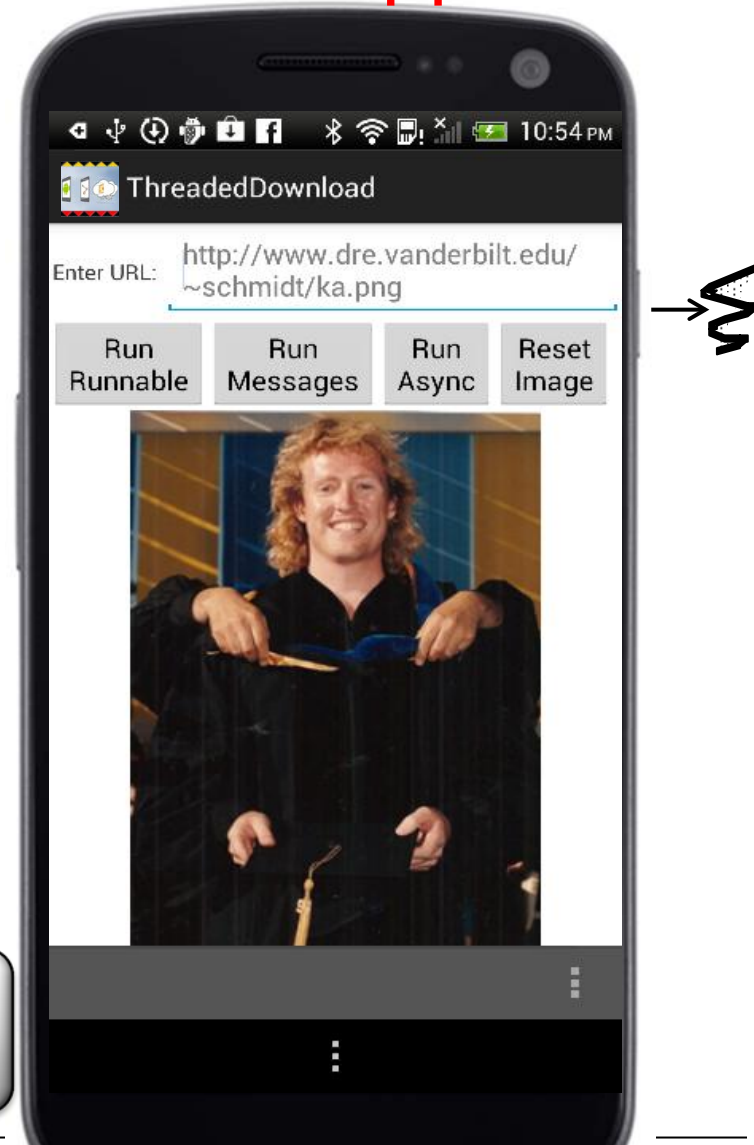 10:54 PM
ThreadedDownload
Enter URL:
http://www.dre.vanderbilt.edu/
~schmidt/ka.png
Run Runnable
Run Messages
Run Async
Reset Image